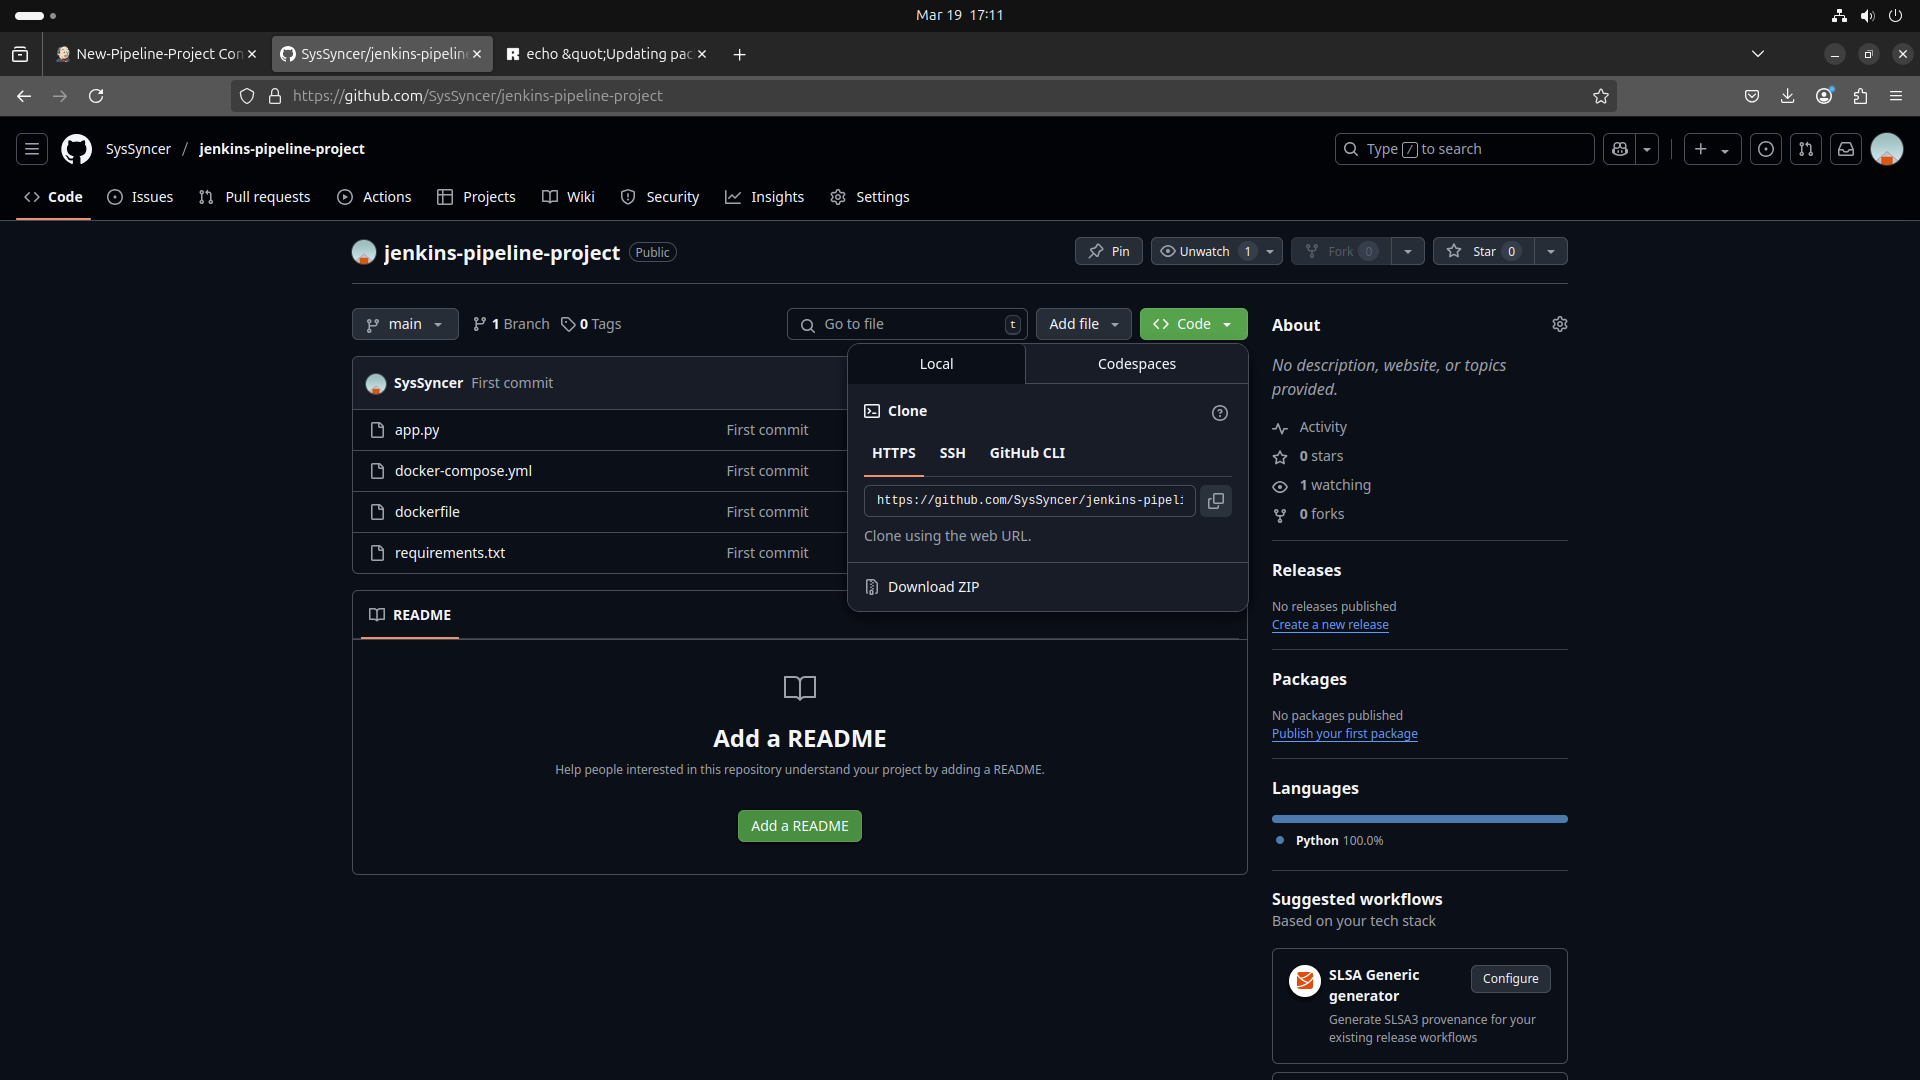 Mar 19 17:11
New-Pipeline-Project Con
SysSyncer/jenkins-pipeline
echo &quot;Updating pac
https://github.com/SysSyncer/jenkins-pipeline-project
SysSyncer / jenkins-pipeline-project
Type / to search
Code
Issues
Pull requests
Actions
Projects
Wiki
Security
Insights
Settings
jenkins-pipeline-project Public
Pin
Unwatch 1
Fork 0
Star 0
main
1 Branch
0 Tags
Go to file t
Add file
Code
Local
Codespaces
Clone
HTTPS
SSH
GitHub CLI
https://github.com/SysSyncer/jenkins-pipeli
Clone using the web URL.
Download ZIP
SysSyncer First commit
app.py First commit
docker-compose.yml First commit
dockerfile First commit
requirements.txt First commit
README
Add a README
Help people interested in this repository understand your project by adding a README.
Add a README
About
No description, website, or topics
provided.
Activity
0 stars
1 watching
0 forks
Releases
No releases published
Create a new release
Packages
No packages published
Publish your first package
Languages
Python 100.0%
Suggested workflows
Based on your tech stack
SLSA Generic
generator
Configure
Generate SLSA3 provenance for your
existing release workflows